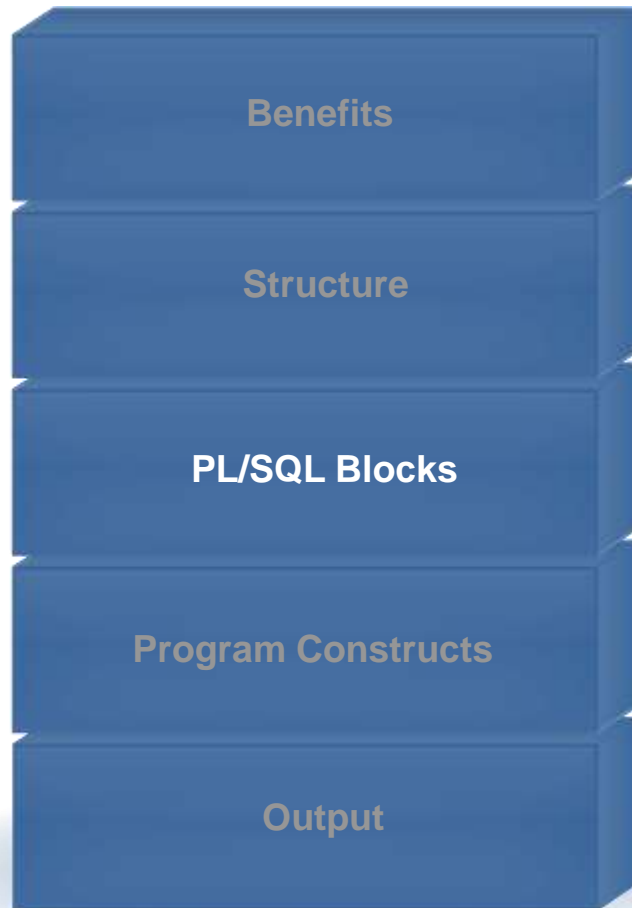 Benefits
Structure
PL/SQL Blocks
Program Constructs
Output